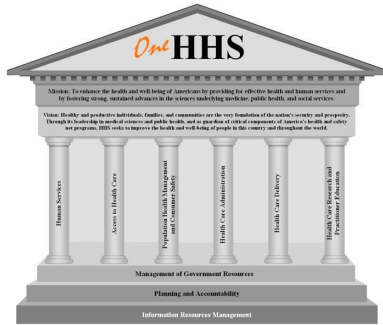 One HHS
Mission: To enhance the health and well-being of Americans by providing for effective health and human services and
by fostering strong, sustained advances in the sciences underlying medicine, public health, and social services.
Vision: Healthy and productive individuals, families, and communities are the very foundation of the nation's security and prosperity.
Through its leadership in medical sciences and public health, and as guardian of critical components of America's health and safety
net programs, HHS seeks to improve the health and well-being of people in this country and throughout the world.
Human Services
Access to Health Care
Population Health Management
and Consumer Safety
Health Care Administration
Health Care Delivery
Health Care Research and
Practitioner Education
Management of Government Resources
Planning and Accountability
Information Resources Management